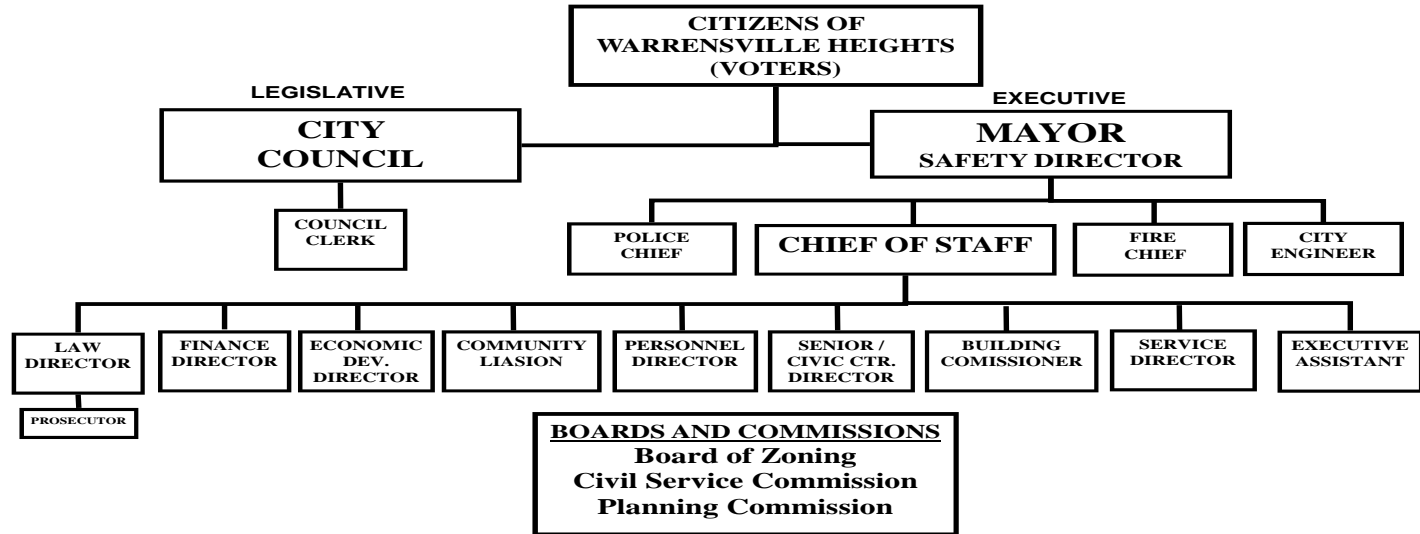 CITIZENS OF
WARRENSVILLE HEIGHTS
(VOTERS)
LEGISLATIVE
EXECUTIVE
CITY
COUNCIL
MAYOR
SAFETY DIRECTOR
COUNCIL
CLERK
POLICE
CHIEF
CHIEF OF STAFF
FIRE
CHIEF
CITY
ENGINEER
LAW
DIRECTOR
FINANCE
DIRECTOR
ECONOMIC
DEV.
DIRECTOR
COMMUNITY
LIASION
PERSONNEL
DIRECTOR
SENIOR /
CIVIC CTR.
DIRECTOR
BUILDING
COMISSIONER
SERVICE
DIRECTOR
EXECUTIVE
ASSISTANT
PROSECUTOR
BOARDS AND COMMISSIONS
Board of Zoning
Civil Service Commission
Planning Commission